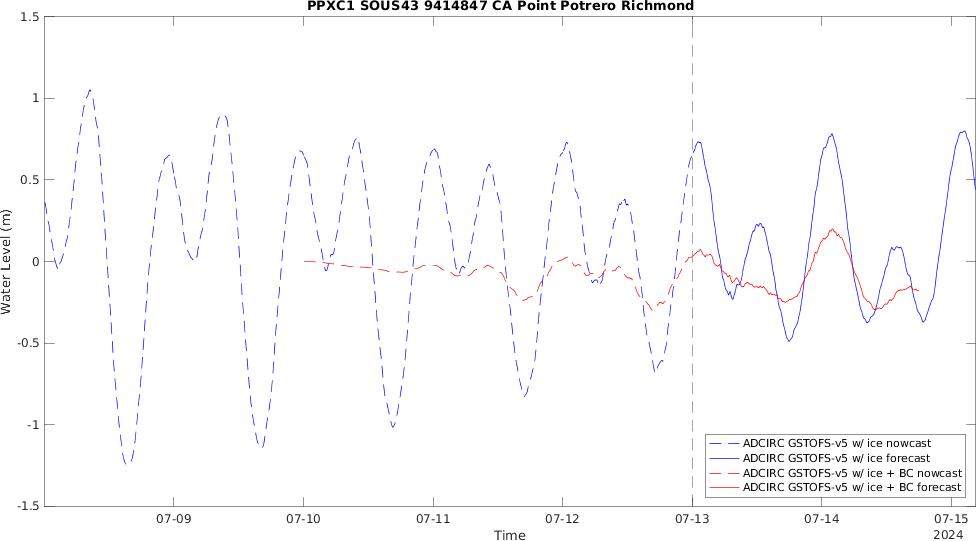 PPXC1 SOUS43 9414847 CA Point Potrero Richmond
Water Level (m)
1.5
1
0.5
0
-0.5
-1
-1.5
07-09
07-10
07-11
07-12
07-13
07-14
07-15
Time
2024
ADCIRC GSTOFS-v5 w/ ice nowcast
ADCIRC GSTOFS-v5 w/ ice forecast
ADCIRC GSTOFS-v5 w/ ice + BC nowcast
ADCIRC GSTOFS-v5 w/ ice + BC forecast